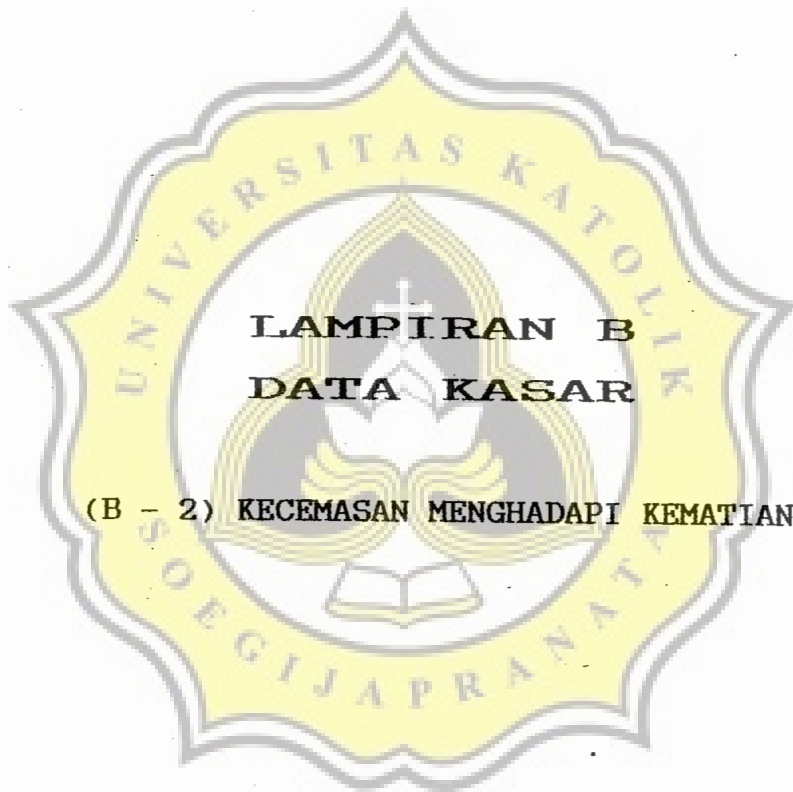 UNIVERSITAS KATOLIK
LAMPIRAN B
DATA KASAR
(B - 2) KECEMASAN MENGHADAPI KEMATIAN
SOEGIJAPRANATA